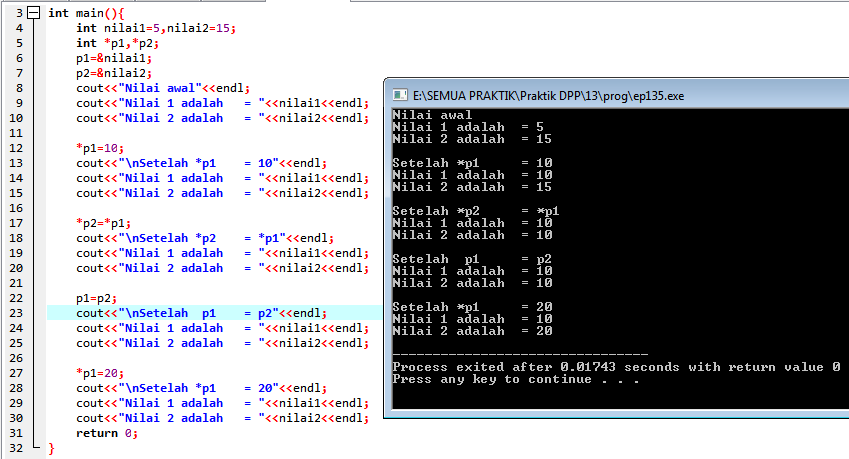 3 int main(){
4 int nilai1=5,nilai2=15;
5 int *p1,*p2;
6 p1=&nilai1;
7 p2=&nilai2;
8 cout<<"Nilai awal"<<endl;
9 cout<<"Nilai 1 adalah   = "<<nilai1<<endl;
10 cout<<"Nilai 2 adalah   = "<<nilai2<<endl;
11
12 *p1=10;
13 cout<<"\nSetelah *p1    = 10"<<endl;
14 cout<<"Nilai 1 adalah   = "<<nilai1<<endl;
15 cout<<"Nilai 2 adalah   = "<<nilai2<<endl;
16
17 *p2=*p1;
18 cout<<"\nSetelah *p2    = *p1"<<endl;
19 cout<<"Nilai 1 adalah   = "<<nilai1<<endl;
20 cout<<"Nilai 2 adalah   = "<<nilai2<<endl;
21
22 p1=p2;
23 cout<<"\nSetelah  p1    = p2"<<endl;
24 cout<<"Nilai 1 adalah   = "<<nilai1<<endl;
25 cout<<"Nilai 2 adalah   = "<<nilai2<<endl;
26
27 *p1=20;
28 cout<<"\nSetelah *p1    = 20"<<endl;
29 cout<<"Nilai 1 adalah   = "<<nilai1<<endl;
30 cout<<"Nilai 2 adalah   = "<<nilai2<<endl;
31 return 0;
32 }
E:\SEMUA PRAKTIK\Praktik DPP\13\prog\ep135.exe
Nilai awal
Nilai 1 adalah  = 5
Nilai 2 adalah  = 15
Setelah *p1     = 10
Nilai 1 adalah  = 10
Nilai 2 adalah  = 15
Setelah *p2     = *p1
Nilai 1 adalah  = 10
Nilai 2 adalah  = 10
Setelah  p1     = p2
Nilai 1 adalah  = 10
Nilai 2 adalah  = 10
Setelah *p1     = 20
Nilai 1 adalah  = 10
Nilai 2 adalah  = 20
--------------------------------
Process exited after 0.01743 seconds with return value 0
Press any key to continue . . .